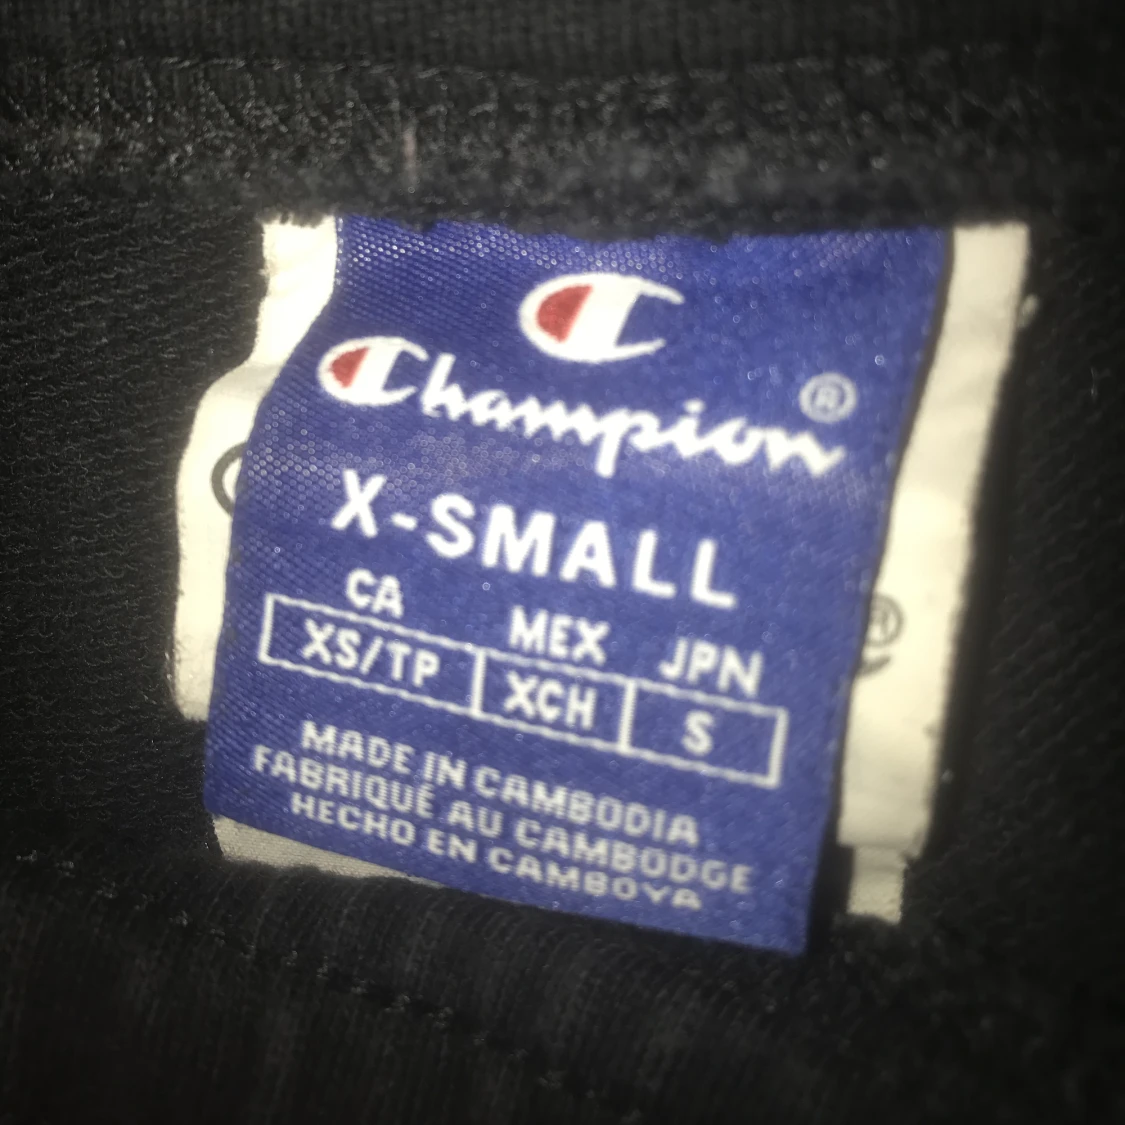 Champion®
X-SMALL
CA MEX JPN
XS/TP XCH S
MADE IN CAMBODIA
FABRIQUÉ AU CAMBODGE
HECHO EN CAMBOYA